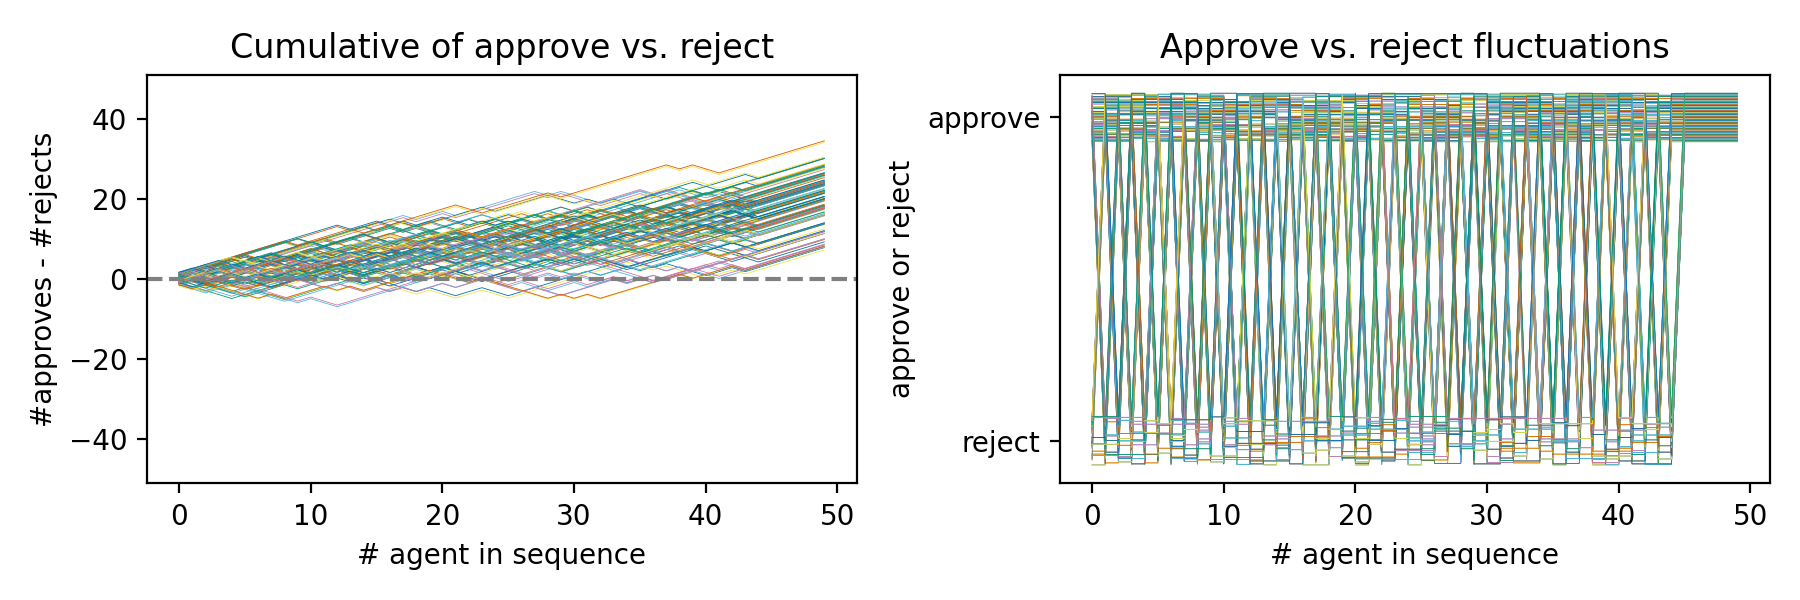 Cumulative of approve vs. reject
#approves - #rejects
40
20
0
−20
−40
0 10 20 30 40 50
# agent in sequence
Approve vs. reject fluctuations
approve or reject
approve
reject
0 10 20 30 40 50
# agent in sequence